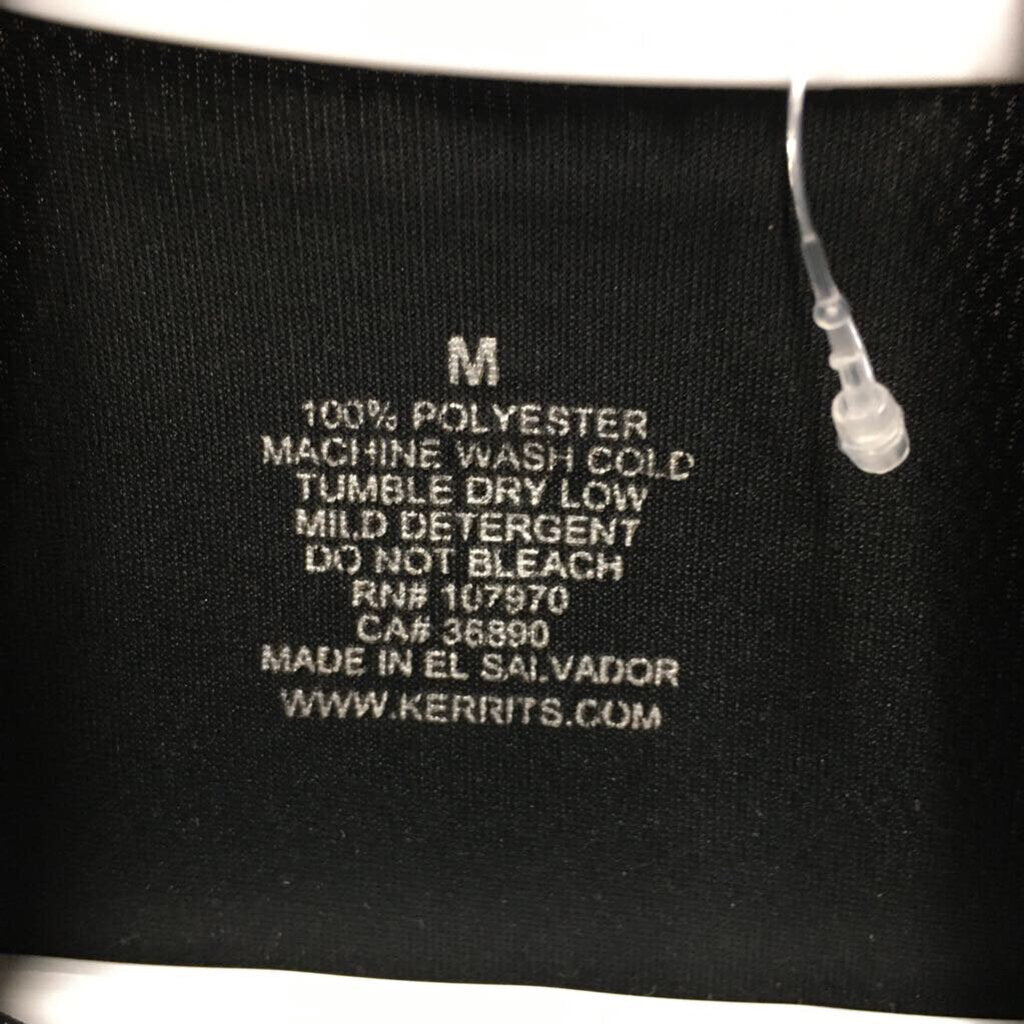 M
100% POLYESTER
MACHINE WASH COLD
TUMBLE DRY LOW
MILD DETERGENT
DO NOT BLEACH
RN# 107970
CA# 36890
MADE IN EL SALVADOR
WWW.KERRITS.COM